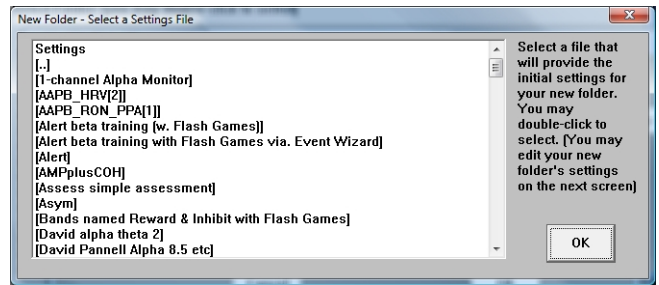 New Folder - Select a Settings File
Settings
[..]
[1-channel Alpha Monitor]
[AAPB_HRV[2]]
[AAPB_RON_PPA[1]]
[Alert beta training (w. Flash Games)]
[Alert beta training with Flash Games via. Event Wizard]
[Alert]
[AMPplusCOH]
[Assess simple assessment]
[Asym]
[Bands named Reward & Inhibit with Flash Games]
[David alpha theta 2]
[David Pannell Alpha 8.5 etc]
Select a file that
will provide the
initial settings for
your new folder.
You may
double-click to
select. (You may
edit your new
folder's settings
on the next screen)
OK